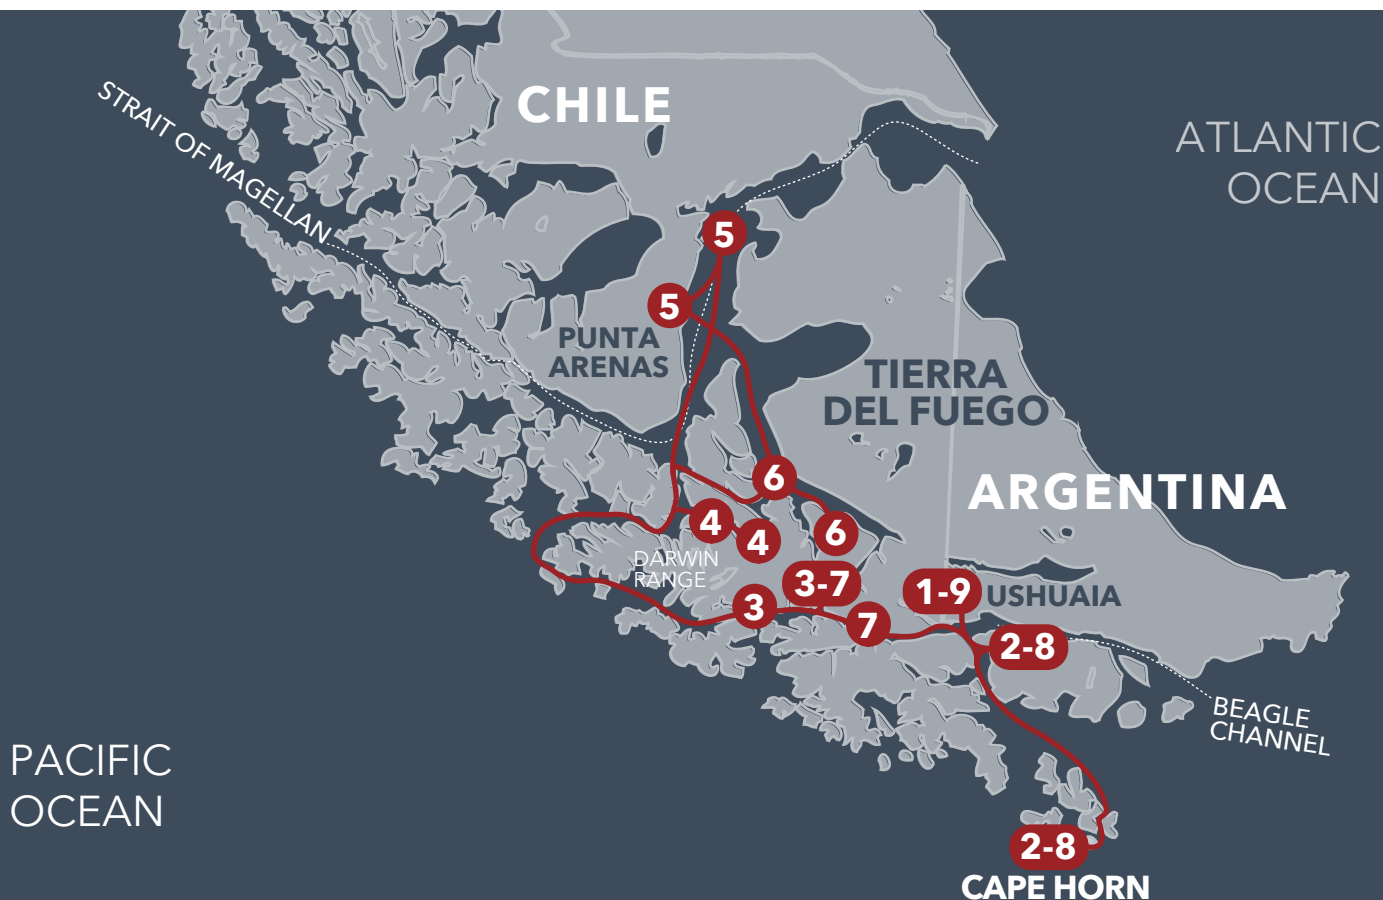 CHILE
STRAIT OF MAGELLAN
ATLANTIC
OCEAN
5
5
PUNTA
ARENAS
TIERRA
DEL FUEGO
6
ARGENTINA
4
4
6
DARWIN
RANGE
3-7
1-9
USHUAIA
3
7
2-8
BEAGLE
CHANNEL
PACIFIC
OCEAN
2-8
CAPE HORN